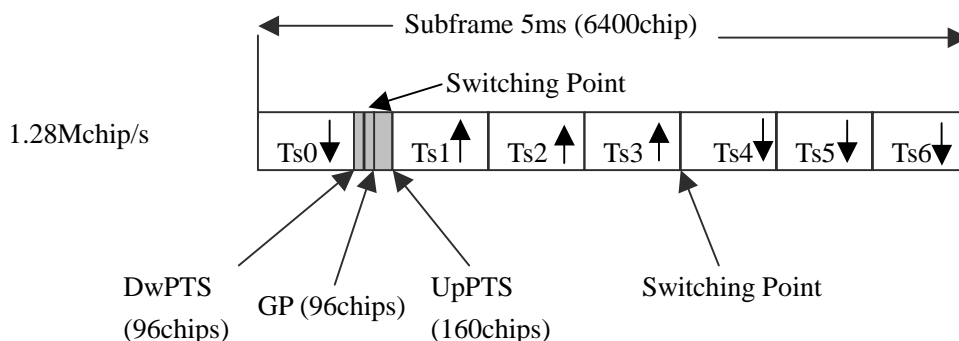 Subframe 5ms (6400chip)
Switching Point
1.28Mchip/s
Ts0
Ts1
Ts2
Ts3
Ts4
Ts5
Ts6
DwPTS
(96chips)
GP (96chips)
UpPTS
(160chips)
Switching Point